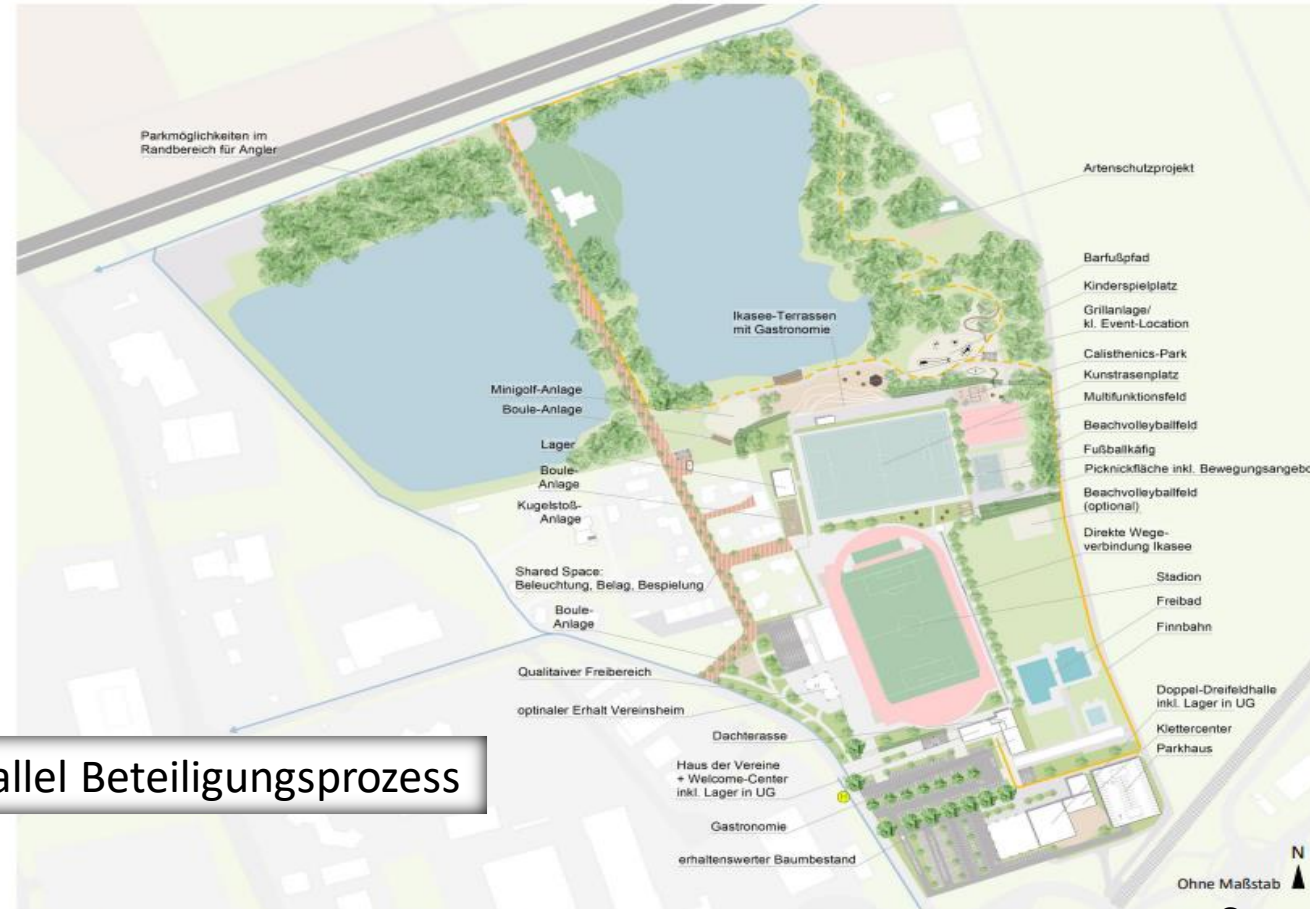 Parkmöglichkeiten im
Randbereich für Angler
Artenschutzprojekt
Barfußpfad
Kinderspielplatz
Grillanlage/
kl. Event-Location
Calisthenics-Park
Kunstrasenplatz
Multifunktionsfeld
Beachvolleyballfeld
Fußballkäfig
Picknickfläche inkl. Bewegungsangebo
Beachvolleyballfeld
(optional)
Direkte Wege-
verbindung Ikasee
Stadion
Freibad
Finnbahn
Doppel-Dreifeldhalle
inkl. Lager in UG
Klettercenter
Parkhaus
Ikasee-Terrassen
mit Gastronomie
Minigolf-Anlage
Boule-Anlage
Lager
Boule-
Anlage
Kugelstoß-
Anlage
Shared Space:
Beleuchtung, Belag, Bespielung
Boule-
Anlage
Qualitaiver Freibereich
optinaler Erhalt Vereinsheim
Dachterasse
Haus der Vereine
+ Welcome-Center
inkl. Lager in UG
H
Gastronomie
erhaltenswerter Baumbestand
allel Beteiligungsprozess
N
Ohne Maßstab